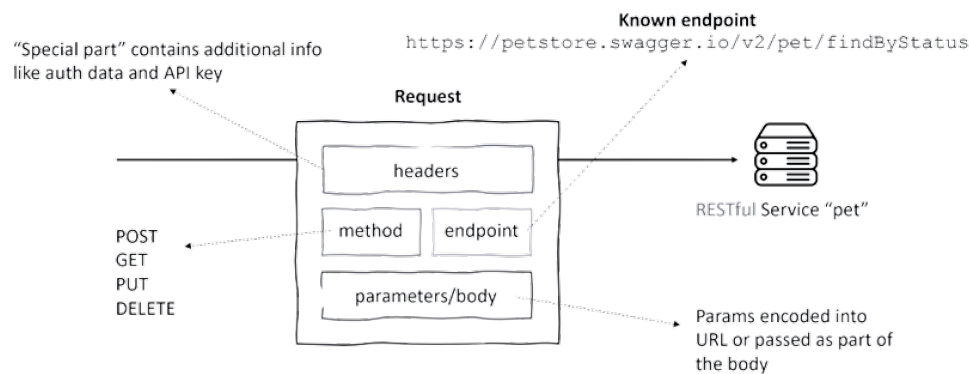 Known endpoint
https://petstore.swagger.io/v2/pet/findByStatus
“Special part” contains additional info
like auth data and API key
Request
headers
method
endpoint
parameters/body
RESTful Service “pet”
POST
GET
PUT
DELETE
Params encoded into
URL or passed as part of
the body